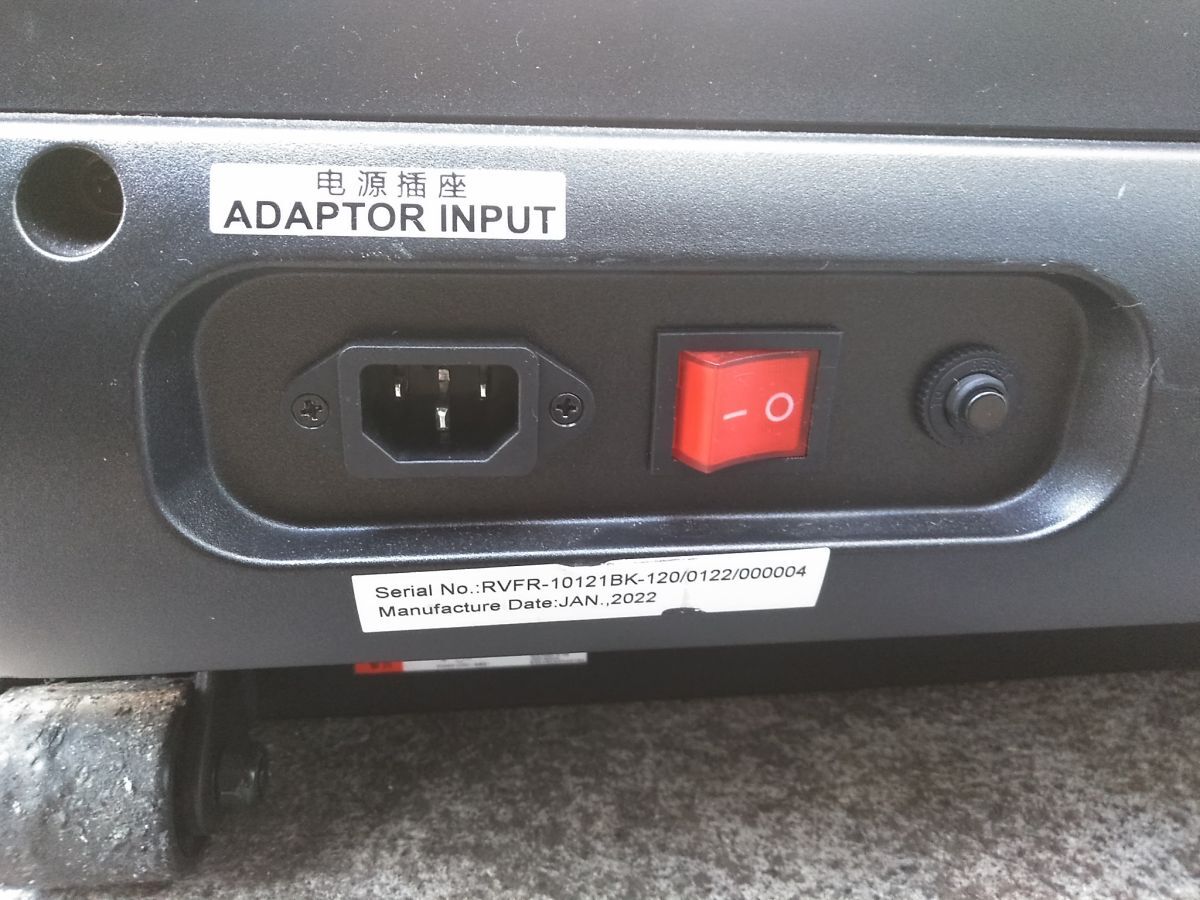 电源插座
ADAPTOR INPUT
— O
Serial No.:RVFR-10121BK-120/0122/000004
Manufacture Date:JAN.,2022